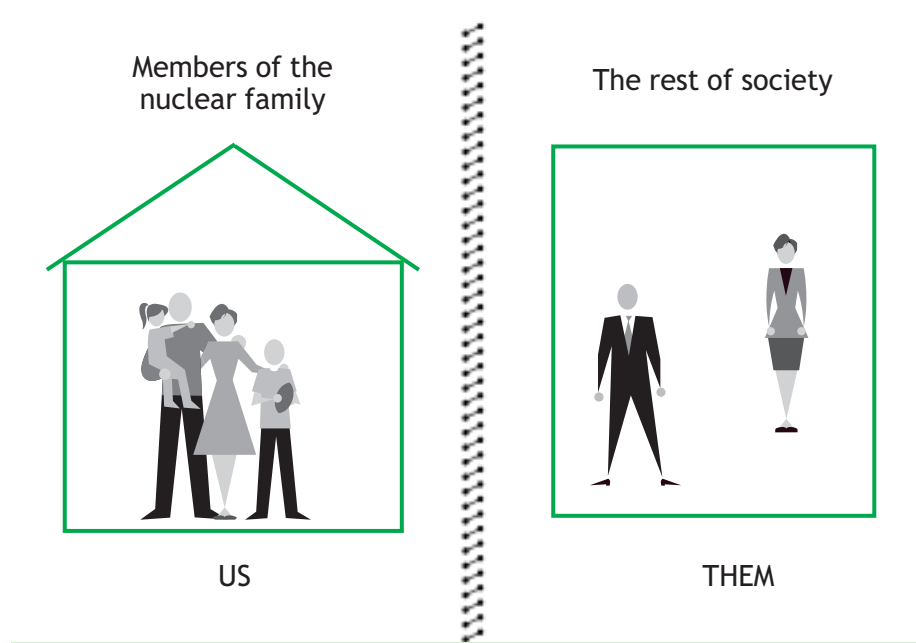 Members of the
nuclear family
The rest of society
US
THEM